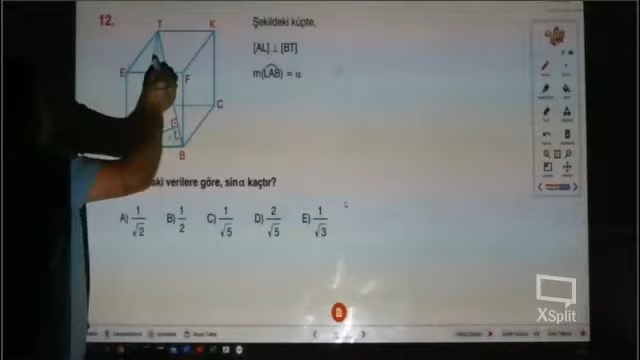 12.
T
K
E
F
C
L
B
Şekildeki küpte,
[AL] ⊥ [BT]
m(LAB) = α
verilere göre, sinα kaçtır?
A) 1/√2 B) 1/2 C) 1/√5 D) 2/√5 E) 1/√3
XSplit